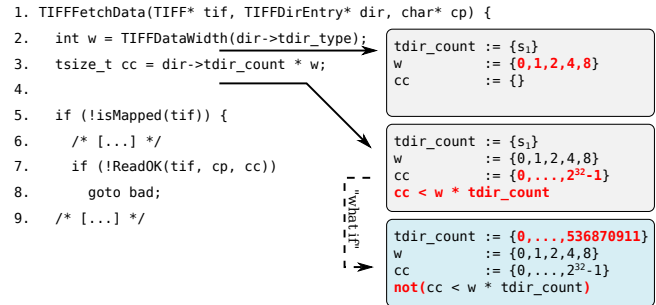 1. TIFFFetchData(TIFF* tif, TIFFDirEntry* dir, char* cp) {
2. int w = TIFFDataWidth(dir->tdir_type);
3. tsize_t cc = dir->tdir_count * w;
4.
5. if (!isMapped(tif)) {
6. /* [...] */
7. if (!ReadOK(tif, cp, cc))
8. goto bad;
9. /* [...] */
tdir_count := {s₁}
w := {0,1,2,4,8}
cc := {}
tdir_count := {s₁}
w := {0,1,2,4,8}
cc := {0,...,2³²-1}
cc < w * tdir_count
"what if"
tdir_count := {0,...,536870911}
w := {0,1,2,4,8}
cc := {0,...,2³²-1}
not(cc < w * tdir_count)